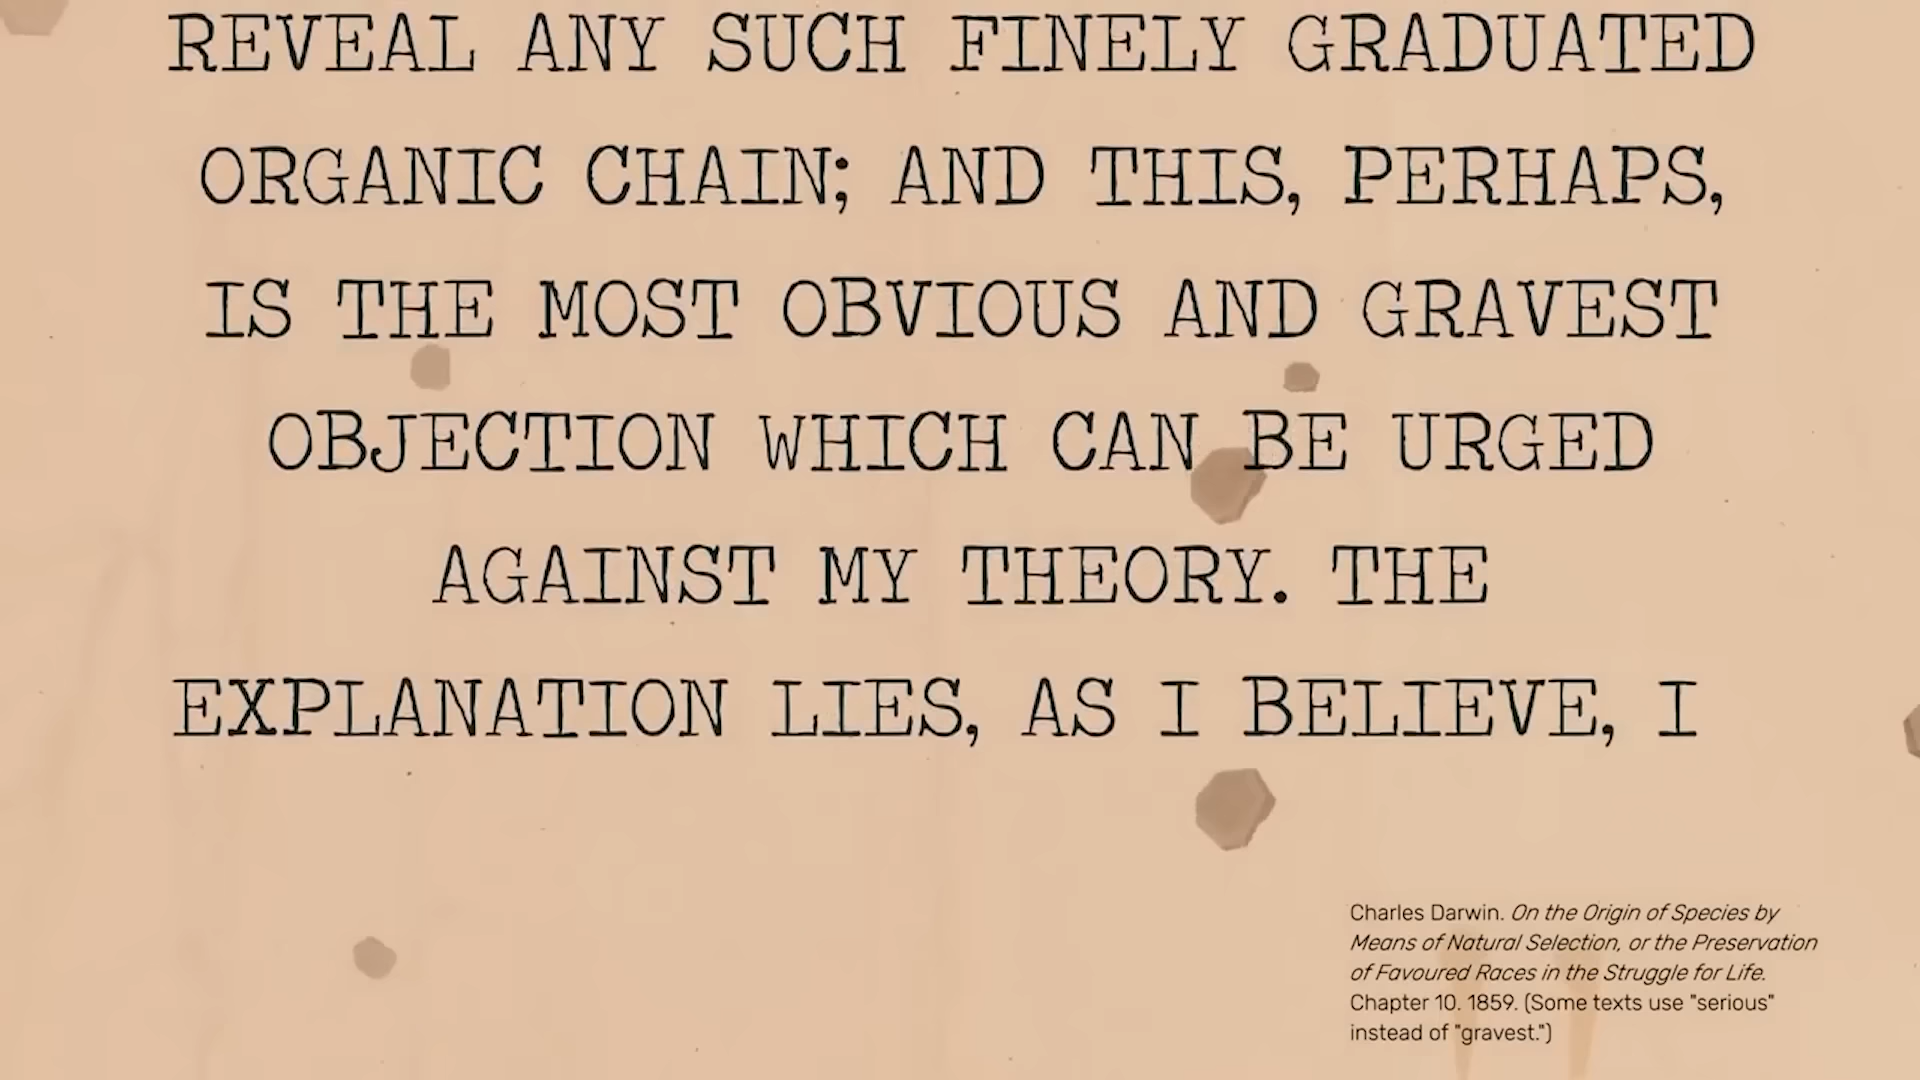 REVEAL ANY SUCH FINELY GRADUATED
ORGANIC CHAIN; AND THIS, PERHAPS,
IS THE MOST OBVIOUS AND GRAVEST
OBJECTION WHICH CAN BE URGED
AGAINST MY THEORY. THE
EXPLANATION LIES, AS I BELIEVE, I
Charles Darwin. On the Origin of Species by
Means of Natural Selection, or the Preservation
of Favoured Races in the Struggle for Life.
Chapter 10. 1859. (Some texts use "serious"
instead of "gravest.")